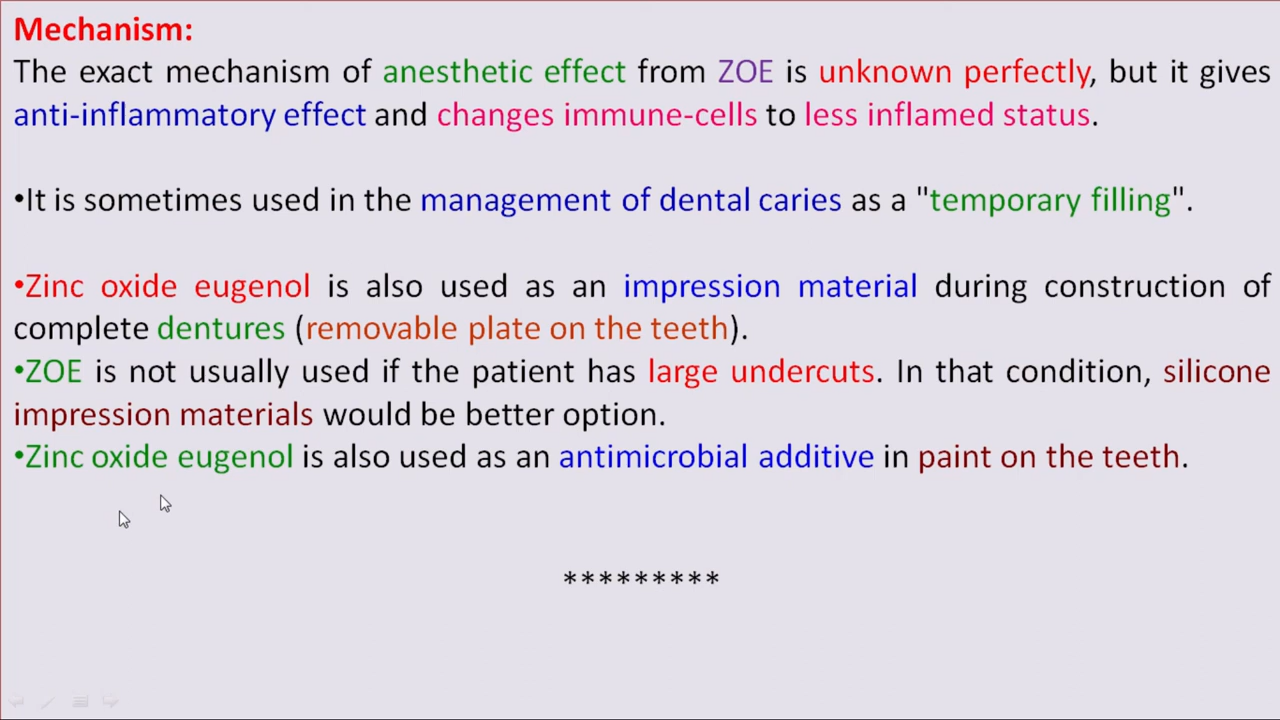 Mechanism:
The exact mechanism of anesthetic effect from ZOE is unknown perfectly, but it gives
anti-inflammatory effect and changes immune-cells to less inflamed status.
•It is sometimes used in the management of dental caries as a "temporary filling".
•Zinc oxide eugenol is also used as an impression material during construction of
complete dentures (removable plate on the teeth).
•ZOE is not usually used if the patient has large undercuts. In that condition, silicone
impression materials would be better option.
•Zinc oxide eugenol is also used as an antimicrobial additive in paint on the teeth.
*********